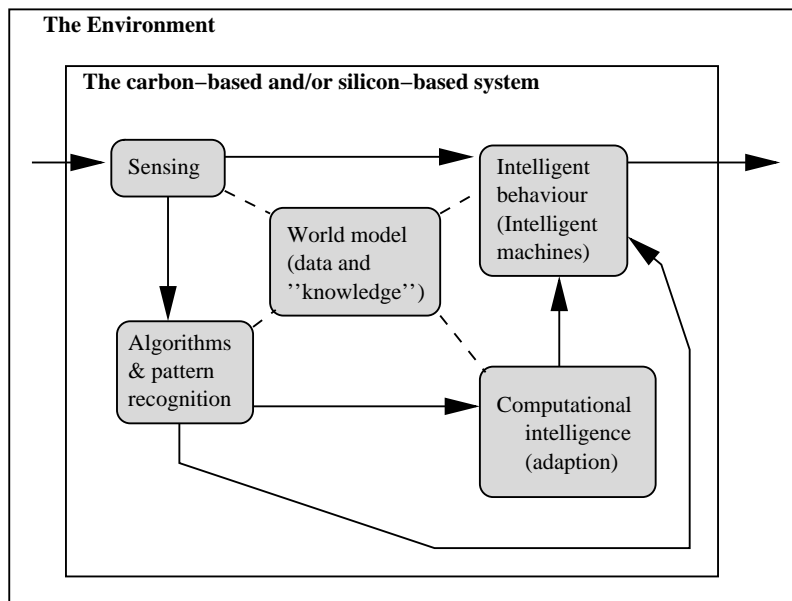 The Environment
The carbon−based and/or silicon−based system
Sensing
Intelligent
behaviour
(Intelligent
machines)
World model
(data and
’’knowledge’’)
Algorithms
& pattern
recognition
Computational
intelligence
(adaption)